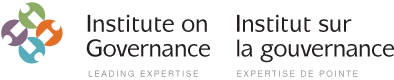 Institute on
Governance
LEADING EXPERTISE
Institut sur
la gouvernance
EXPERTISE DE POINTE